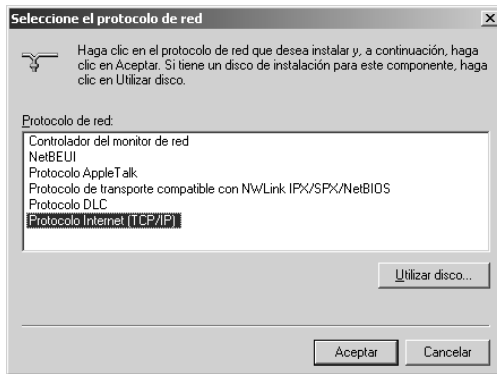 Seleccione el protocolo de red
Haga clic en el protocolo de red que desea instalar y, a continuación, haga
clic en Aceptar. Si tiene un disco de instalación para este componente, haga
clic en Utilizar disco.
Protocolo de red:
Controlador del monitor de red
NetBEUI
Protocolo AppleTalk
Protocolo de transporte compatible con NWLink IPX/SPX/NetBIOS
Protocolo DLC
Protocolo Internet (TCP/IP)
Utilizar disco...
Aceptar
Cancelar